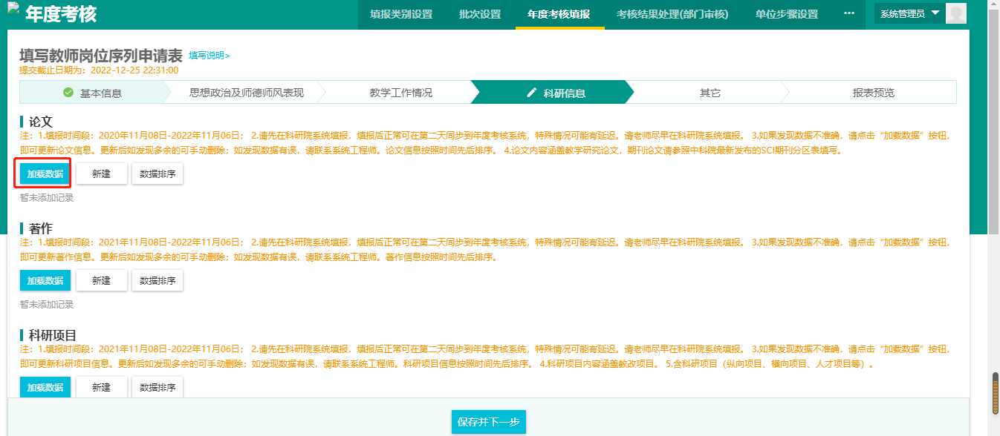 年度考核
填报类别设置 批次设置 年度考核填报 考核结果处理(部门审核) 单位步骤设置 ··· 系统管理员
填写教师岗位序列申请表 填写说明>
提交截止日期为：2022-12-25 22:31:00
基本信息 思想政治及师德师风表现 教学工作情况 科研信息 其它 报表预览
论文
注：1.填报时间段：2020年11月08日-2022年11月06日； 2.请先在科研院系统填报，填报后正常可在第二天同步到年度考核系统，特殊情况可能有延迟。请老师尽早在科研院系统填报。 3.如果发现数据不准确，请点击“加载数据”按钮，
即可更新论文信息。更新后如发现多余的可手动删除；如发现数据有误，请联系系统工程师。论文信息按照时间先后排序。 4.论文内容涵盖教学研究论文，期刊论文请参照中科院最新发布的SCI期刊分区表填写。
加载数据 新建 数据排序
暂未添加记录
著作
注：1.填报时间段：2021年11月08日-2022年11月06日； 2.请先在科研院系统填报，填报后正常可在第二天同步到年度考核系统，特殊情况可能有延迟。请老师尽早在科研院系统填报。 3.如果发现数据不准确，请点击“加载数据”按钮，
即可更新著作信息。更新后如发现多余的可手动删除；如发现数据有误，请联系系统工程师。著作信息按照时间先后排序。
加载数据 新建 数据排序
暂未添加记录
科研项目
注：1.填报时间段：2021年11月08日-2022年11月06日； 2.请先在科研院系统填报，填报后正常可在第二天同步到年度考核系统，特殊情况可能有延迟。请老师尽早在科研院系统填报。 3.如果发现数据不准确，请点击“加载数据”按钮，
即可更新科研项目信息。更新后如发现多余的可手动删除；如发现数据有误，请联系系统工程师。科研项目信息按照时间先后排序。 4.科研项目内容涵盖教改项目。 5.含科研项目（纵向项目、横向项目、人才项目等）。
加载数据 新建 数据排序
保存并下一步